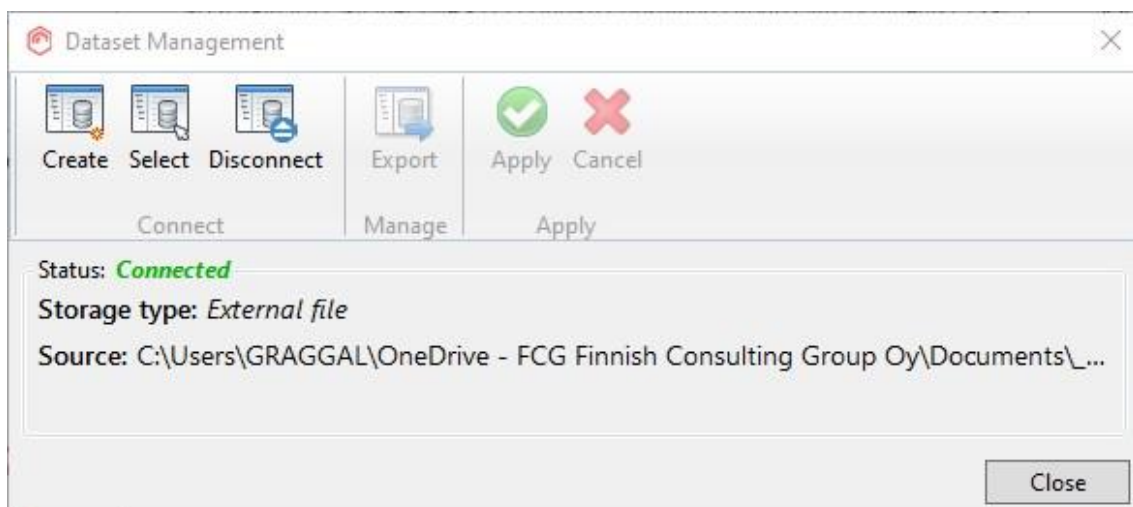 Dataset Management
Create Select Disconnect Export Apply Cancel
Connect Manage Apply
Status: Connected
Storage type: External file
Source: C:\Users\GRAGGAL\OneDrive - FCG Finnish Consulting Group Oy\Documents\_...
Close